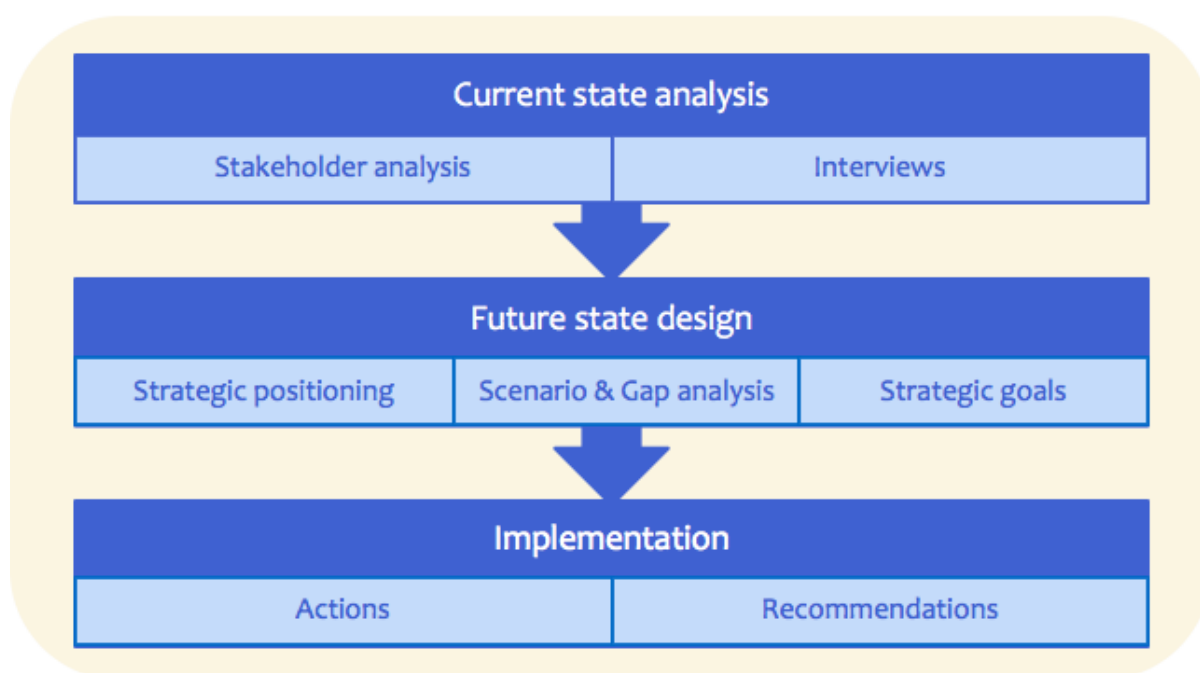 Current state analysis
Stakeholder analysis
Interviews
Future state design
Strategic positioning
Scenario & Gap analysis
Strategic goals
Implementation
Actions
Recommendations